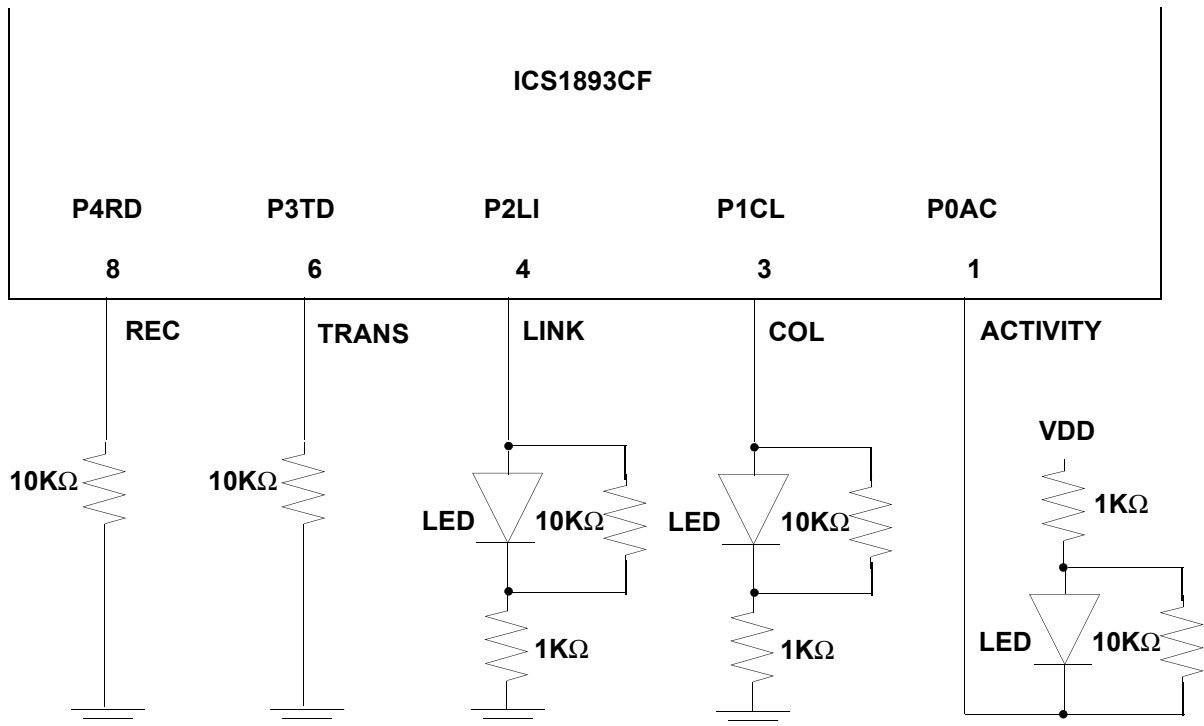 ICS1893CF
P4RD P3TD P2LI P1CL P0AC
8 6 4 3 1
REC TRANS LINK COL ACTIVITY
VDD
10KΩ 10KΩ LED 10KΩ LED 10KΩ 1KΩ
1KΩ 1KΩ LED 10KΩ